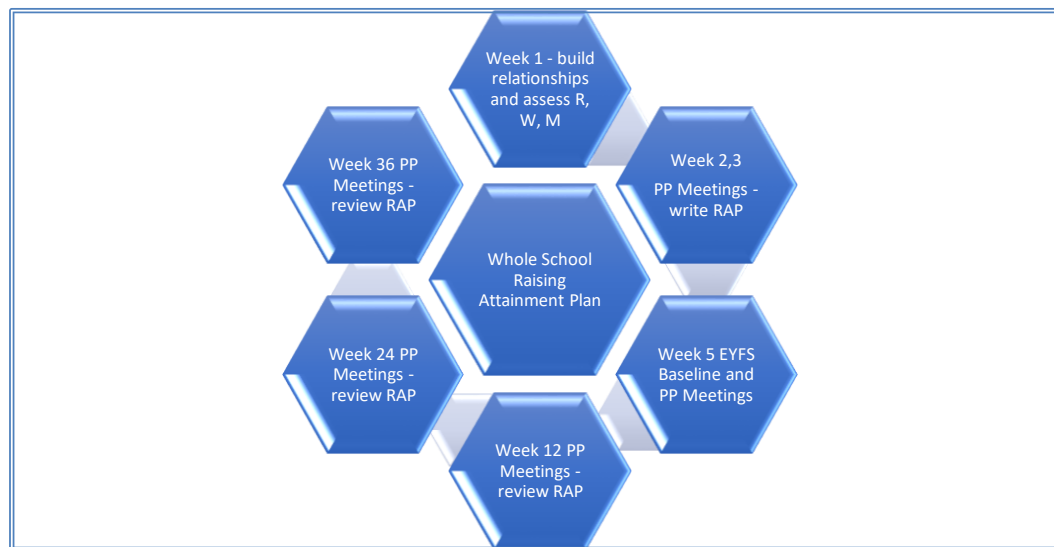 Week 1 - build
relationships
and assess R,
W, M
Week 2,3
PP Meetings -
write RAP
Week 5 EYFS
Baseline and
PP Meetings
Week 12 PP
Meetings -
review RAP
Week 24 PP
Meetings -
review RAP
Week 36 PP
Meetings -
review RAP
Whole School
Raising
Attainment Plan